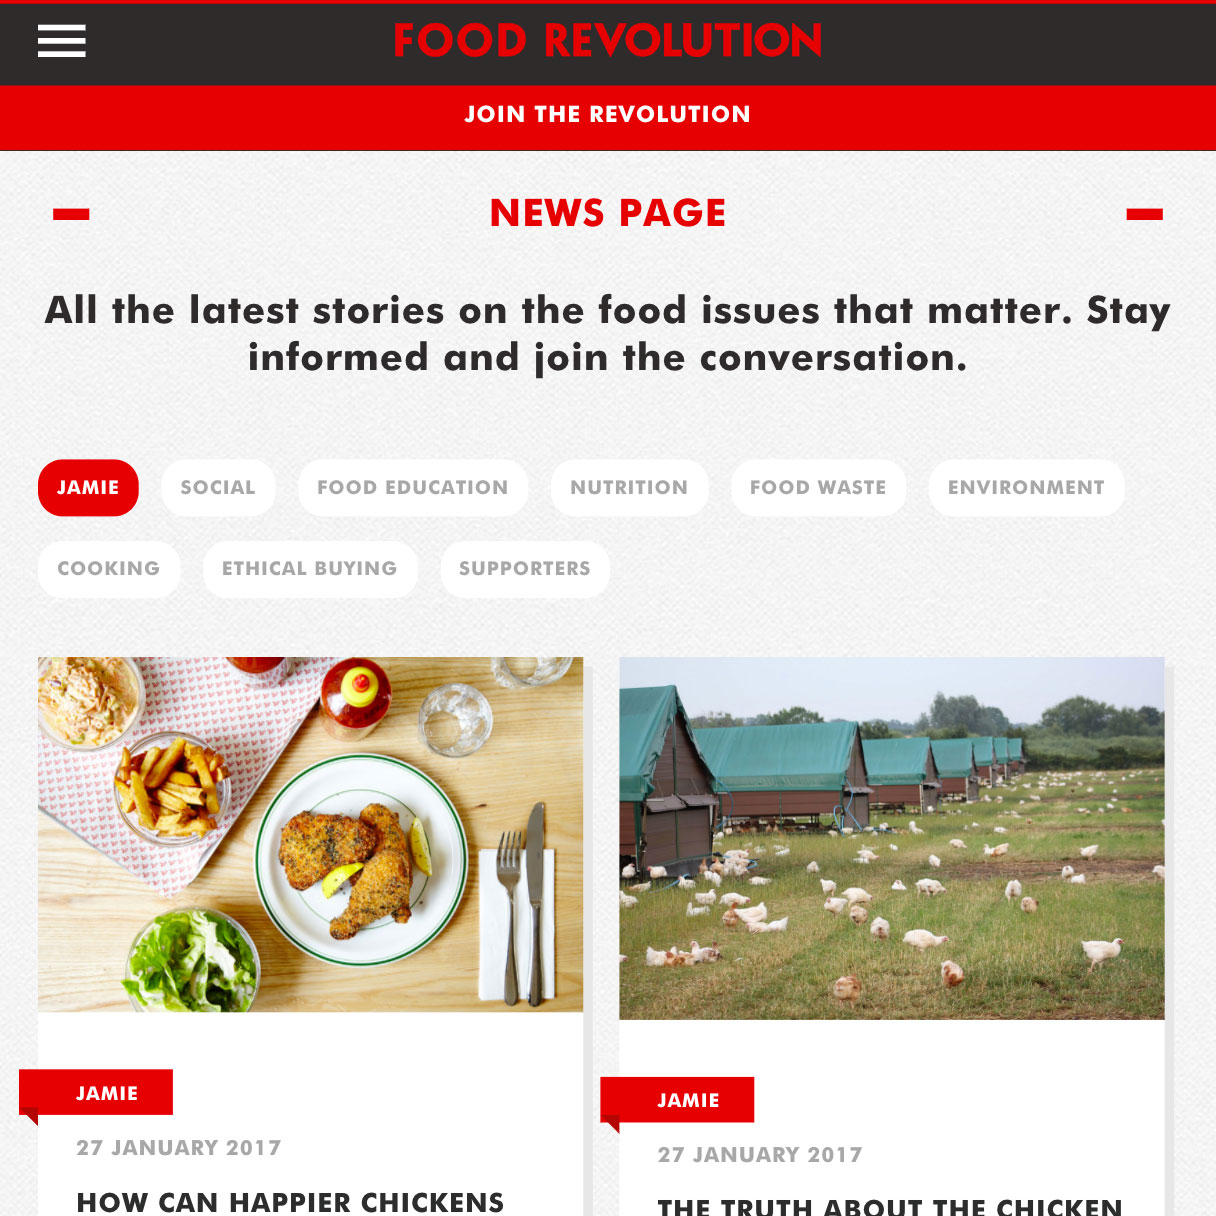 FOOD REVOLUTION
JOIN THE REVOLUTION
NEWS PAGE
All the latest stories on the food issues that matter. Stay
informed and join the conversation.
JAMIE
SOCIAL
FOOD EDUCATION
NUTRITION
FOOD WASTE
ENVIRONMENT
COOKING
ETHICAL BUYING
SUPPORTERS
JAMIE
27 JANUARY 2017
HOW CAN HAPPIER CHICKENS
JAMIE
27 JANUARY 2017
THE TRUTH ABOUT THE CHICKEN